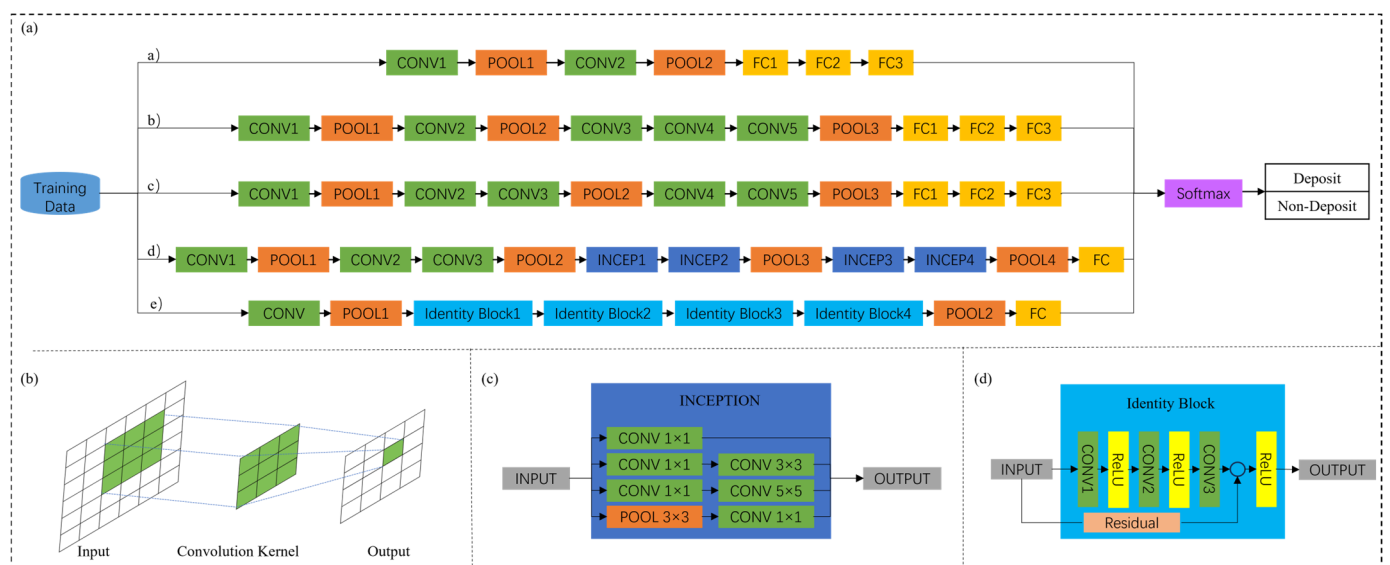 (a)
a)
CONV1 POOL1 CONV2 POOL2 FC1 FC2 FC3
b)
CONV1 POOL1 CONV2 POOL2 CONV3 CONV4 CONV5 POOL3 FC1 FC2 FC3
Training
Data
c)
CONV1 POOL1 CONV2 CONV3 POOL2 CONV4 CONV5 POOL3 FC1 FC2 FC3
Softmax
Deposit
Non-Deposit
d)
CONV1 POOL1 CONV2 CONV3 POOL2 INCEP1 INCEP2 POOL3 INCEP3 INCEP4 POOL4 FC
e)
CONV POOL1 Identity Block1 Identity Block2 Identity Block3 Identity Block4 POOL2 FC
(b)
Input
Convolution Kernel
Output
(c)
INCEPTION
INPUT
CONV 1×1
CONV 1×1 CONV 3×3
CONV 1×1 CONV 5×5
POOL 3×3 CONV 1×1
OUTPUT
(d)
Identity Block
INPUT
CONV1
ReLU
CONV2
ReLU
CONV3
ReLU
Residual
OUTPUT